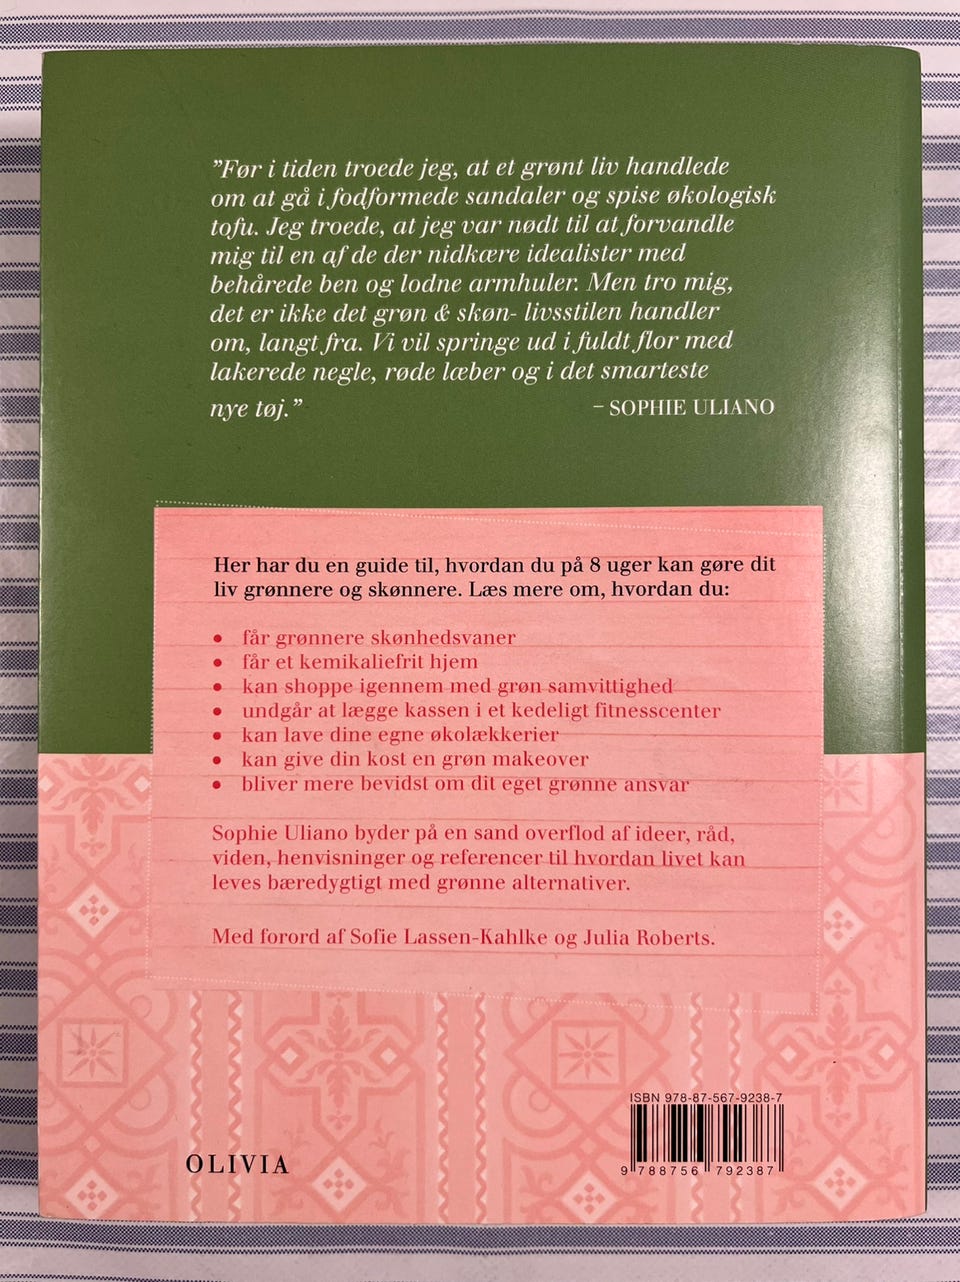 ”Før i tiden troede jeg, at et grønt liv handlede
om at gå i fodformede sandaler og spise økologisk
tofu. Jeg troede, at jeg var nødt til at forvandle
mig til en af de der nidkære idealister med
behårede ben og lodne armhuler. Men tro mig,
det er ikke det grøn & skøn- livsstilen handler
om, langt fra. Vi vil springe ud i fuldt flor med
lakerede negle, røde læber og i det smarteste
nye tøj.” – SOPHIE ULIANO
Her har du en guide til, hvordan du på 8 uger kan gøre dit
liv grønnere og skønnere. Læs mere om, hvordan du:
• får grønnere skønhedsvaner
• får et kemikaliefrit hjem
• kan shoppe igennem med grøn samvittighed
• undgår at lægge kassen i et kedeligt fitnesscenter
• kan lave dine egne økolækkerier
• kan give din kost en grøn makeover
• bliver mere bevidst om dit eget grønne ansvar
Sophie Uliano byder på en sand overflod af ideer, råd,
viden, henvisninger og referencer til hvordan livet kan
leves bæredygtigt med grønne alternativer.
Med forord af Sofie Lassen-Kahlke og Julia Roberts.
ISBN 978-87-567-9238-7
OLIVIA
9 788756 792387